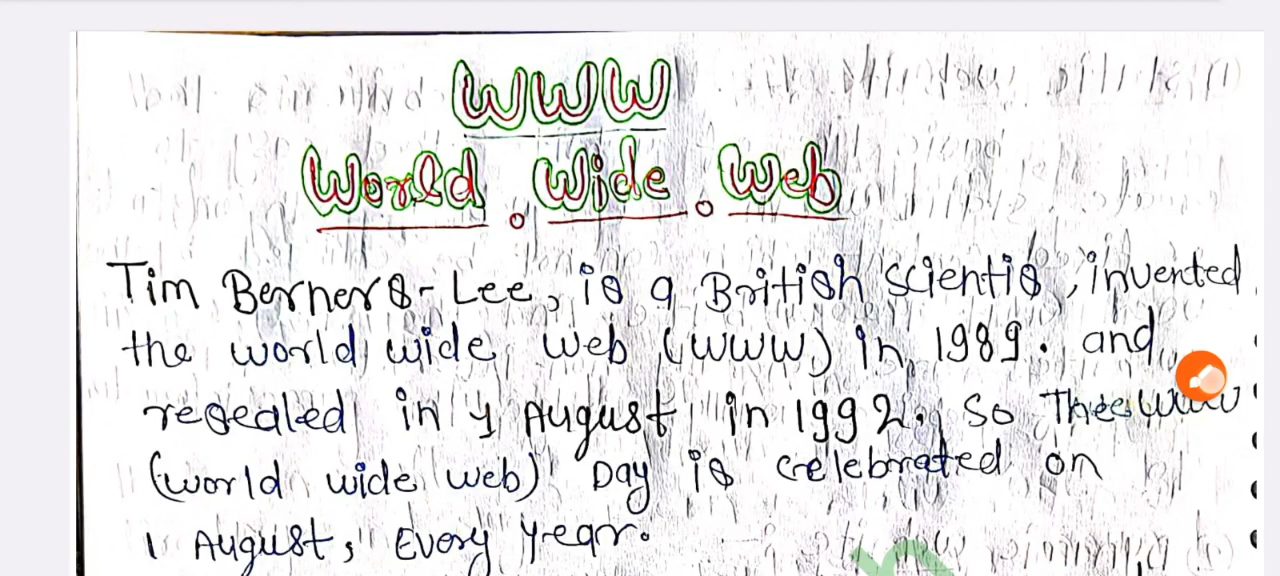 WWW
World . Wide . Web
Tim Berners-Lee, is a British scientis, invented
the world wide web (WWW) in 1989. and
revealed in 1 August in 1992. So The WWW
(world wide web) Day is celebrated on
1 August, Every year.